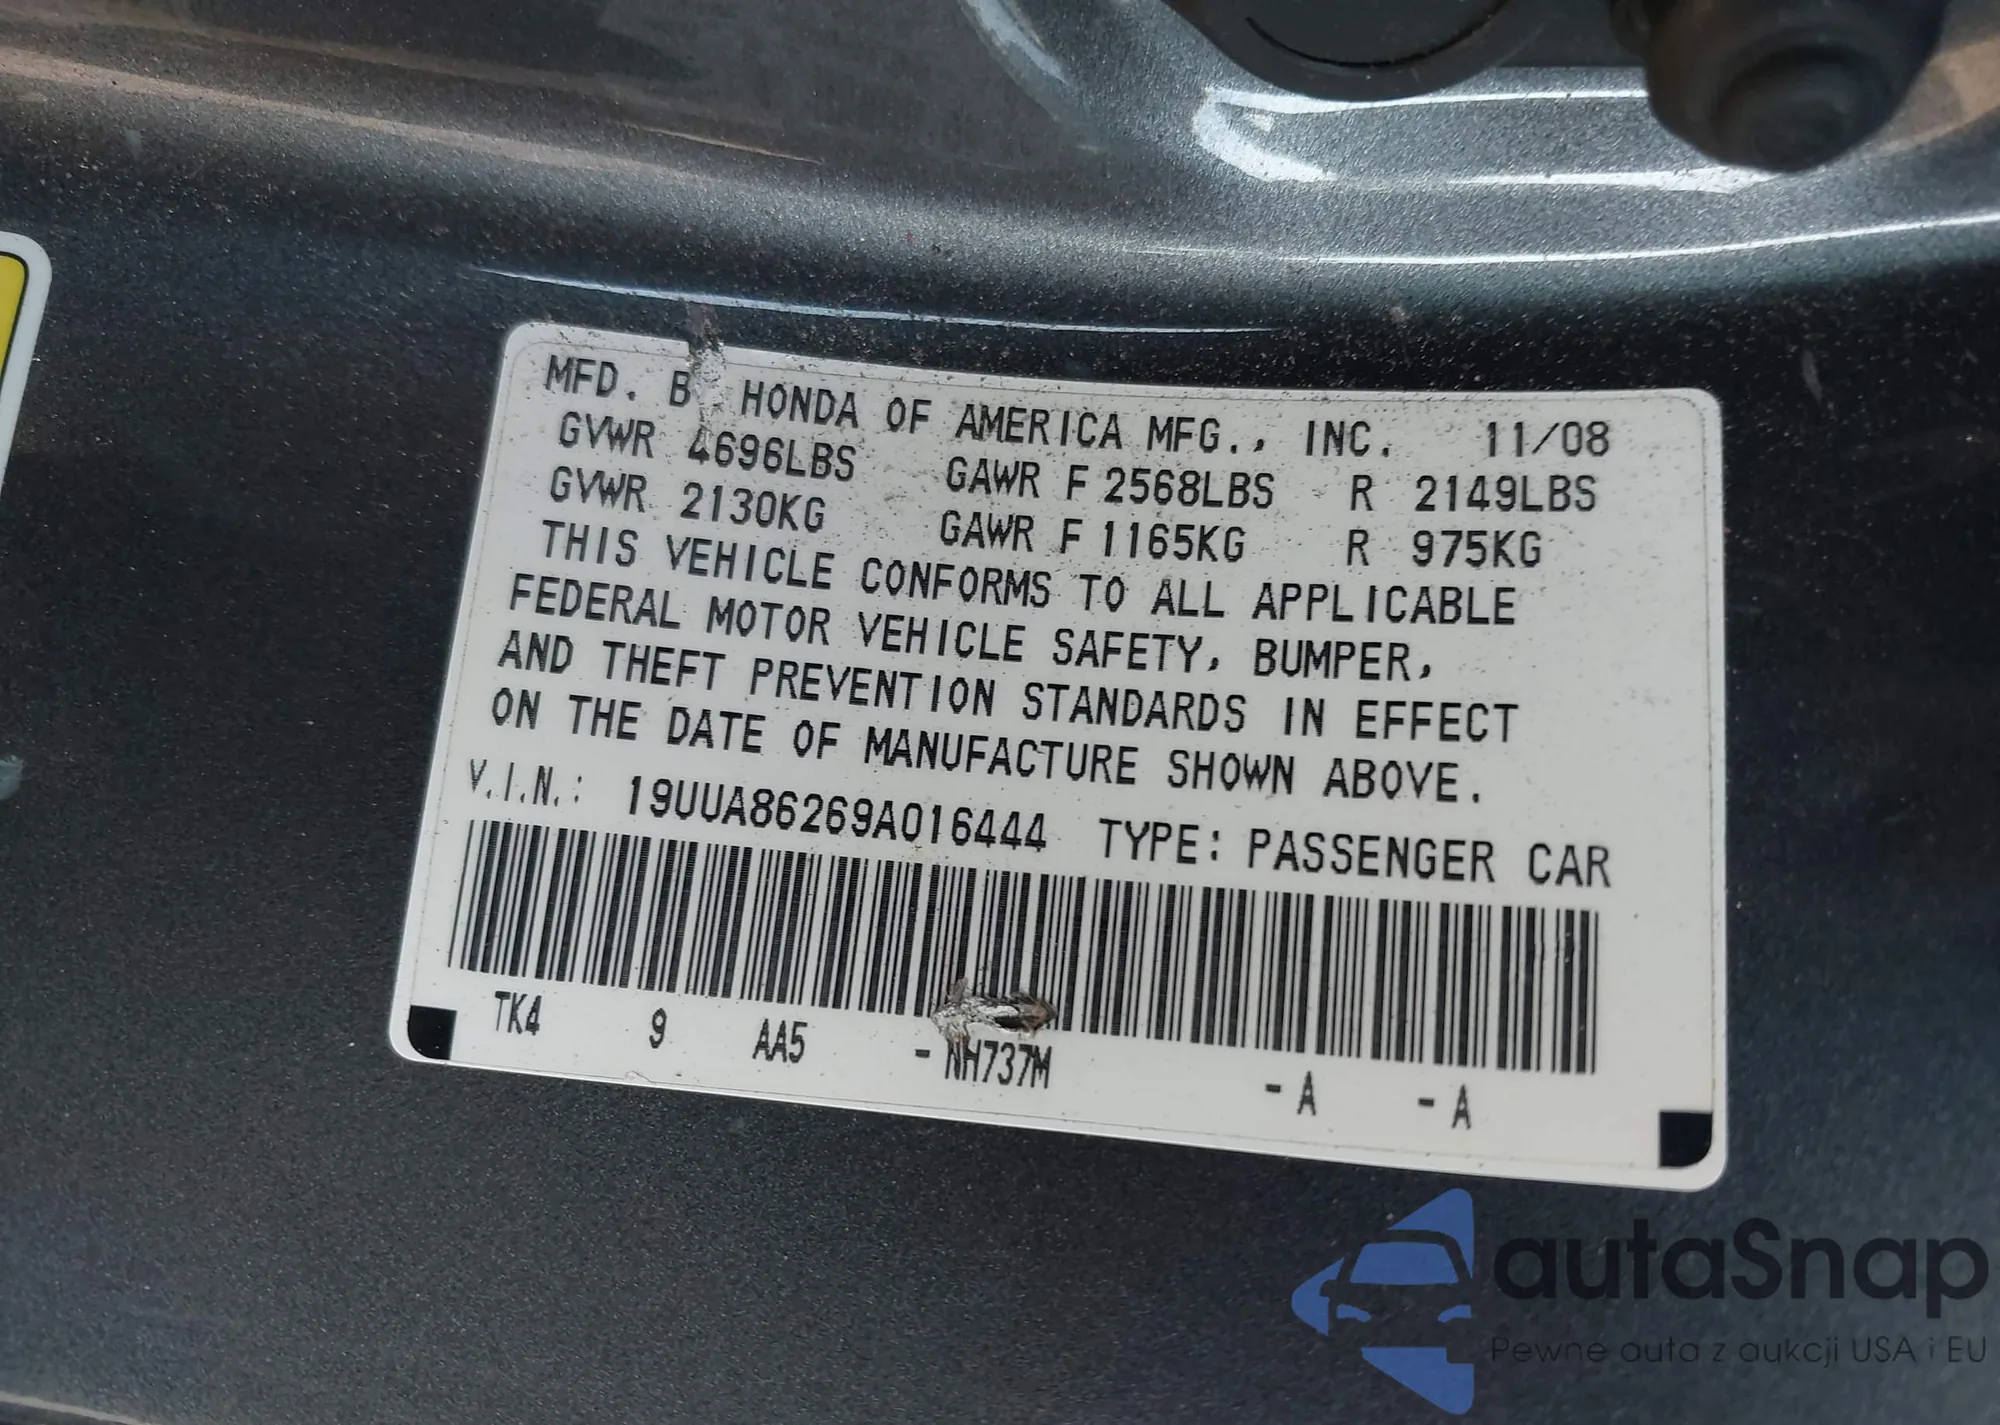 MFD. B HONDA OF AMERICA MFG., INC. 11/08
GVWR 4696LBS GAWR F 2568LBS R 2149LBS
GVWR 2130KG GAWR F 1165KG R 975KG
THIS VEHICLE CONFORMS TO ALL APPLICABLE
FEDERAL MOTOR VEHICLE SAFETY, BUMPER,
AND THEFT PREVENTION STANDARDS IN EFFECT
ON THE DATE OF MANUFACTURE SHOWN ABOVE.
V.I.N.: 19UUA86269A016444 TYPE: PASSENGER CAR
TK4 9 AA5 - NH737M - A - A
autaSnap
Pewne auta z aukcji USA i EU